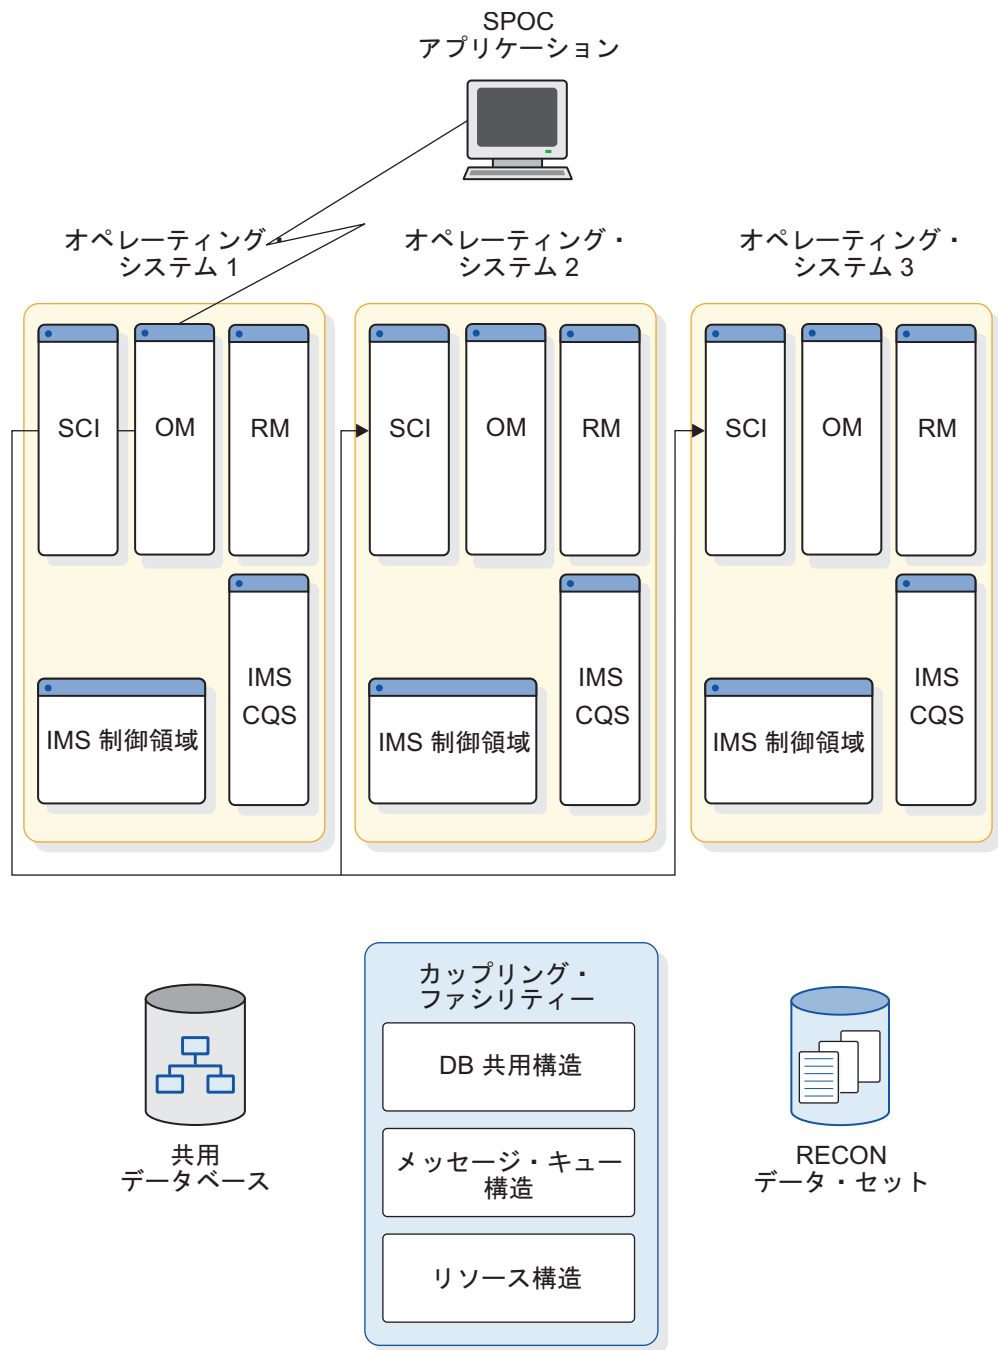 SPOC
アプリケーション
オペレーティング・
システム 1
オペレーティング・
システム 2
オペレーティング・
システム 3
SCI
OM
RM
IMS
CQS
IMS 制御領域
SCI
OM
RM
IMS
CQS
IMS 制御領域
SCI
OM
RM
IMS
CQS
IMS 制御領域
共用
データベース
カップリング・
ファシリティー
DB 共用構造
メッセージ・キュー
構造
リソース構造
RECON
データ・セット